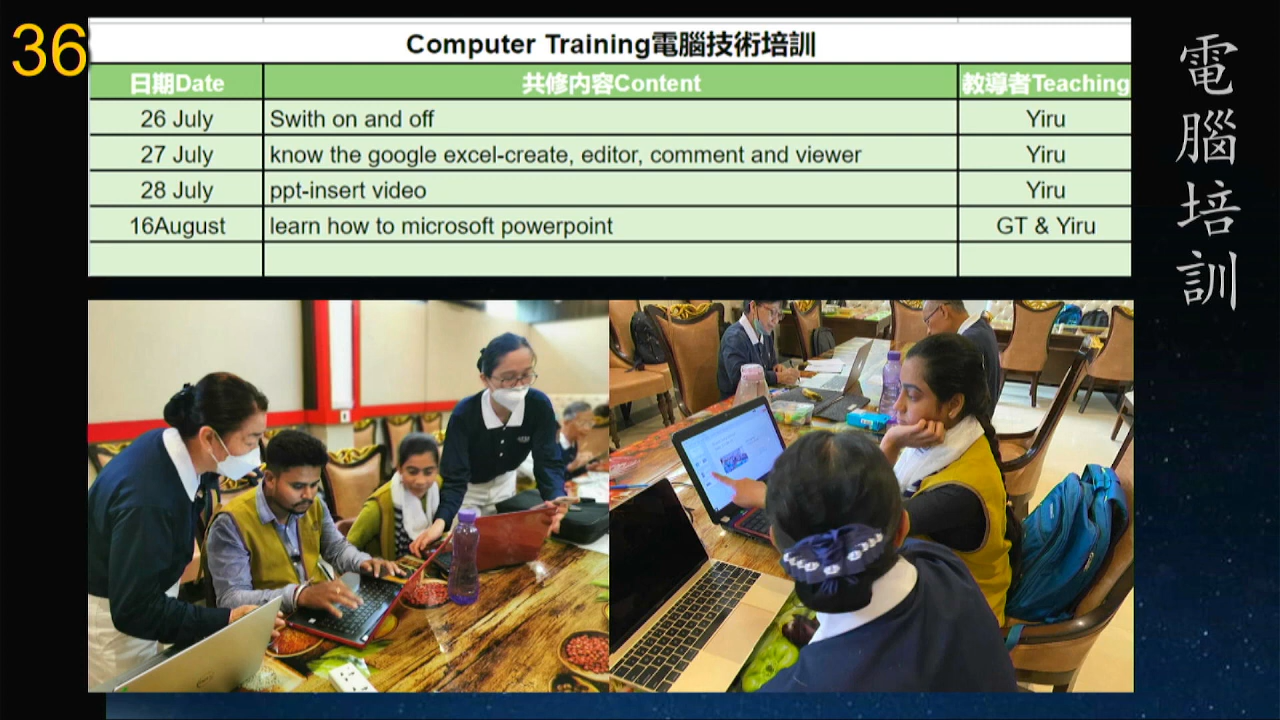 36
Computer Training電腦技術培訓
日期Date 共修内容Content 教導者Teaching
26 July Swith on and off Yiru
27 July know the google excel-create, editor, comment and viewer Yiru
28 July ppt-insert video Yiru
16August learn how to microsoft powerpoint GT & Yiru
電腦培訓